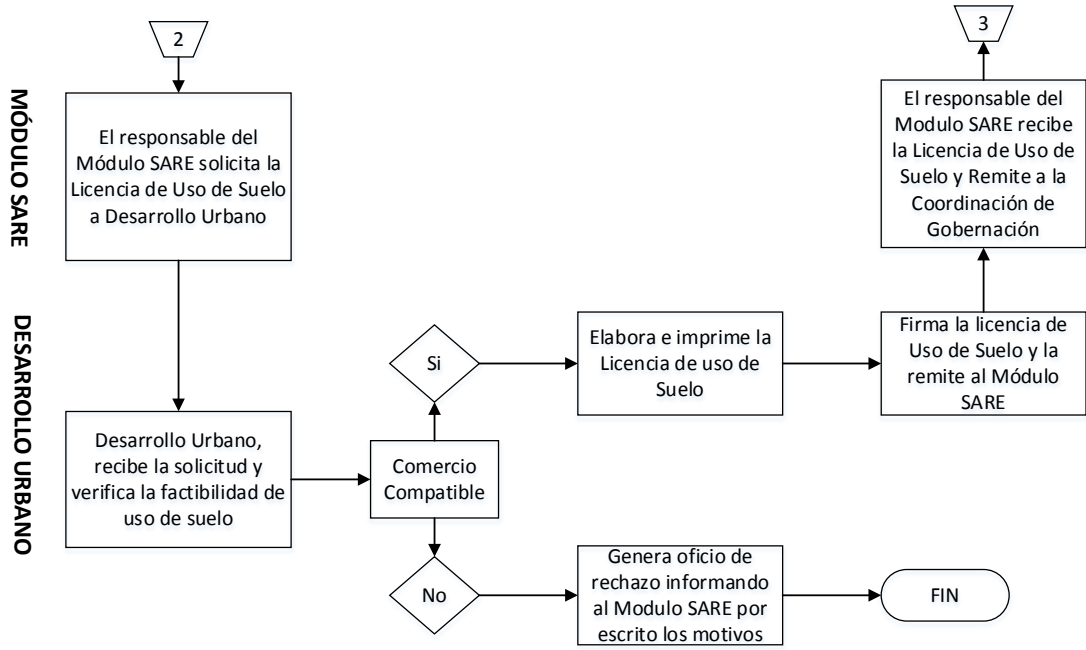 2
MÓDULO SARE
El responsable del
Módulo SARE solicita la
Licencia de Uso de Suelo
a Desarrollo Urbano
3
El responsable del
Modulo SARE recibe
la Licencia de Uso de
Suelo y Remite a la
Coordinación de
Gobernación
DESARROLLO URBANO
Desarrollo Urbano,
recibe la solicitud y
verifica la factibilidad de
uso de suelo
Comercio
Compatible
Si
Elabora e imprime la
Licencia de uso de
Suelo
Firma la licencia de
Uso de Suelo y la
remite al Módulo
SARE
No
Genera oficio de
rechazo informando
al Modulo SARE por
escrito los motivos
FIN